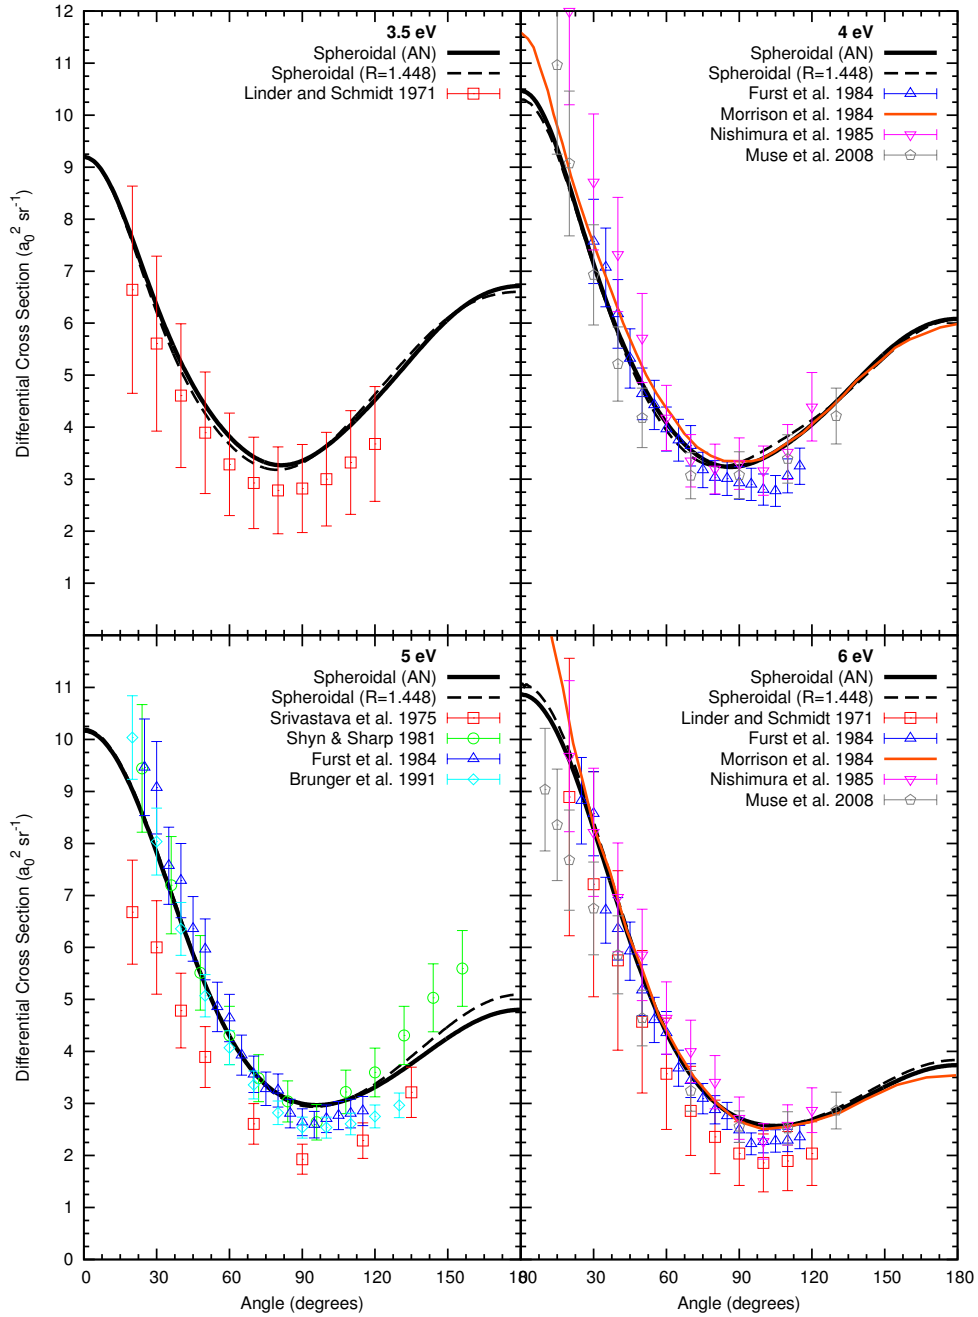 3.5 eV
Spheroidal (AN)
Spheroidal (R=1.448)
Linder and Schmidt 1971
12
11
10
9
8
7
6
5
4
3
2
1
Differential Cross Section (a₀² sr⁻¹)
4 eV
Spheroidal (AN)
Spheroidal (R=1.448)
Furst et al. 1984
Morrison et al. 1984
Nishimura et al. 1985
Muse et al. 2008
5 eV
Spheroidal (AN)
Spheroidal (R=1.448)
Srivastava et al. 1975
Shyn & Sharp 1981
Furst et al. 1984
Brunger et al. 1991
11
10
9
8
7
6
5
4
3
2
1
0
Differential Cross Section (a₀² sr⁻¹)
0 30 60 90 120 150 180
Angle (degrees)
6 eV
Spheroidal (AN)
Spheroidal (R=1.448)
Linder and Schmidt 1971
Furst et al. 1984
Morrison et al. 1984
Nishimura et al. 1985
Muse et al. 2008
0 30 60 90 120 150 180
Angle (degrees)